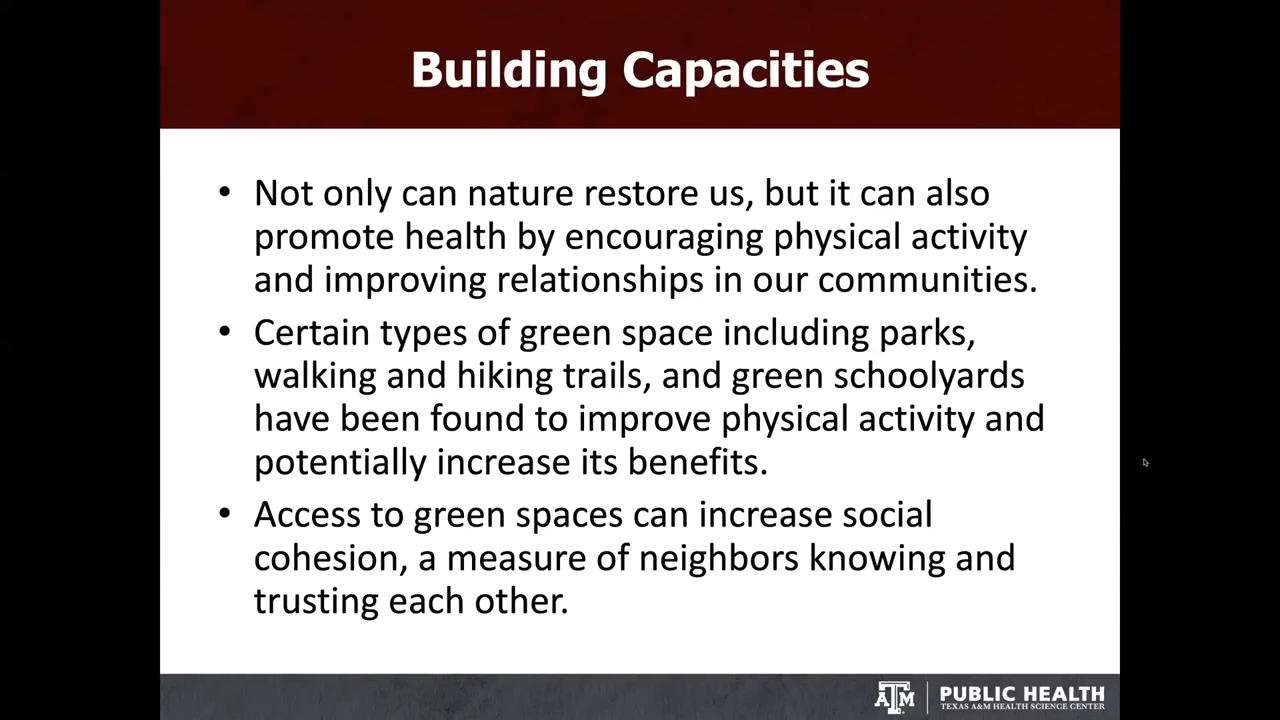 Building Capacities
• Not only can nature restore us, but it can also
promote health by encouraging physical activity
and improving relationships in our communities.
• Certain types of green space including parks,
walking and hiking trails, and green schoolyards
have been found to improve physical activity and
potentially increase its benefits.
• Access to green spaces can increase social
cohesion, a measure of neighbors knowing and
trusting each other.
ATM
PUBLIC HEALTH
TEXAS A&M HEALTH SCIENCE CENTER